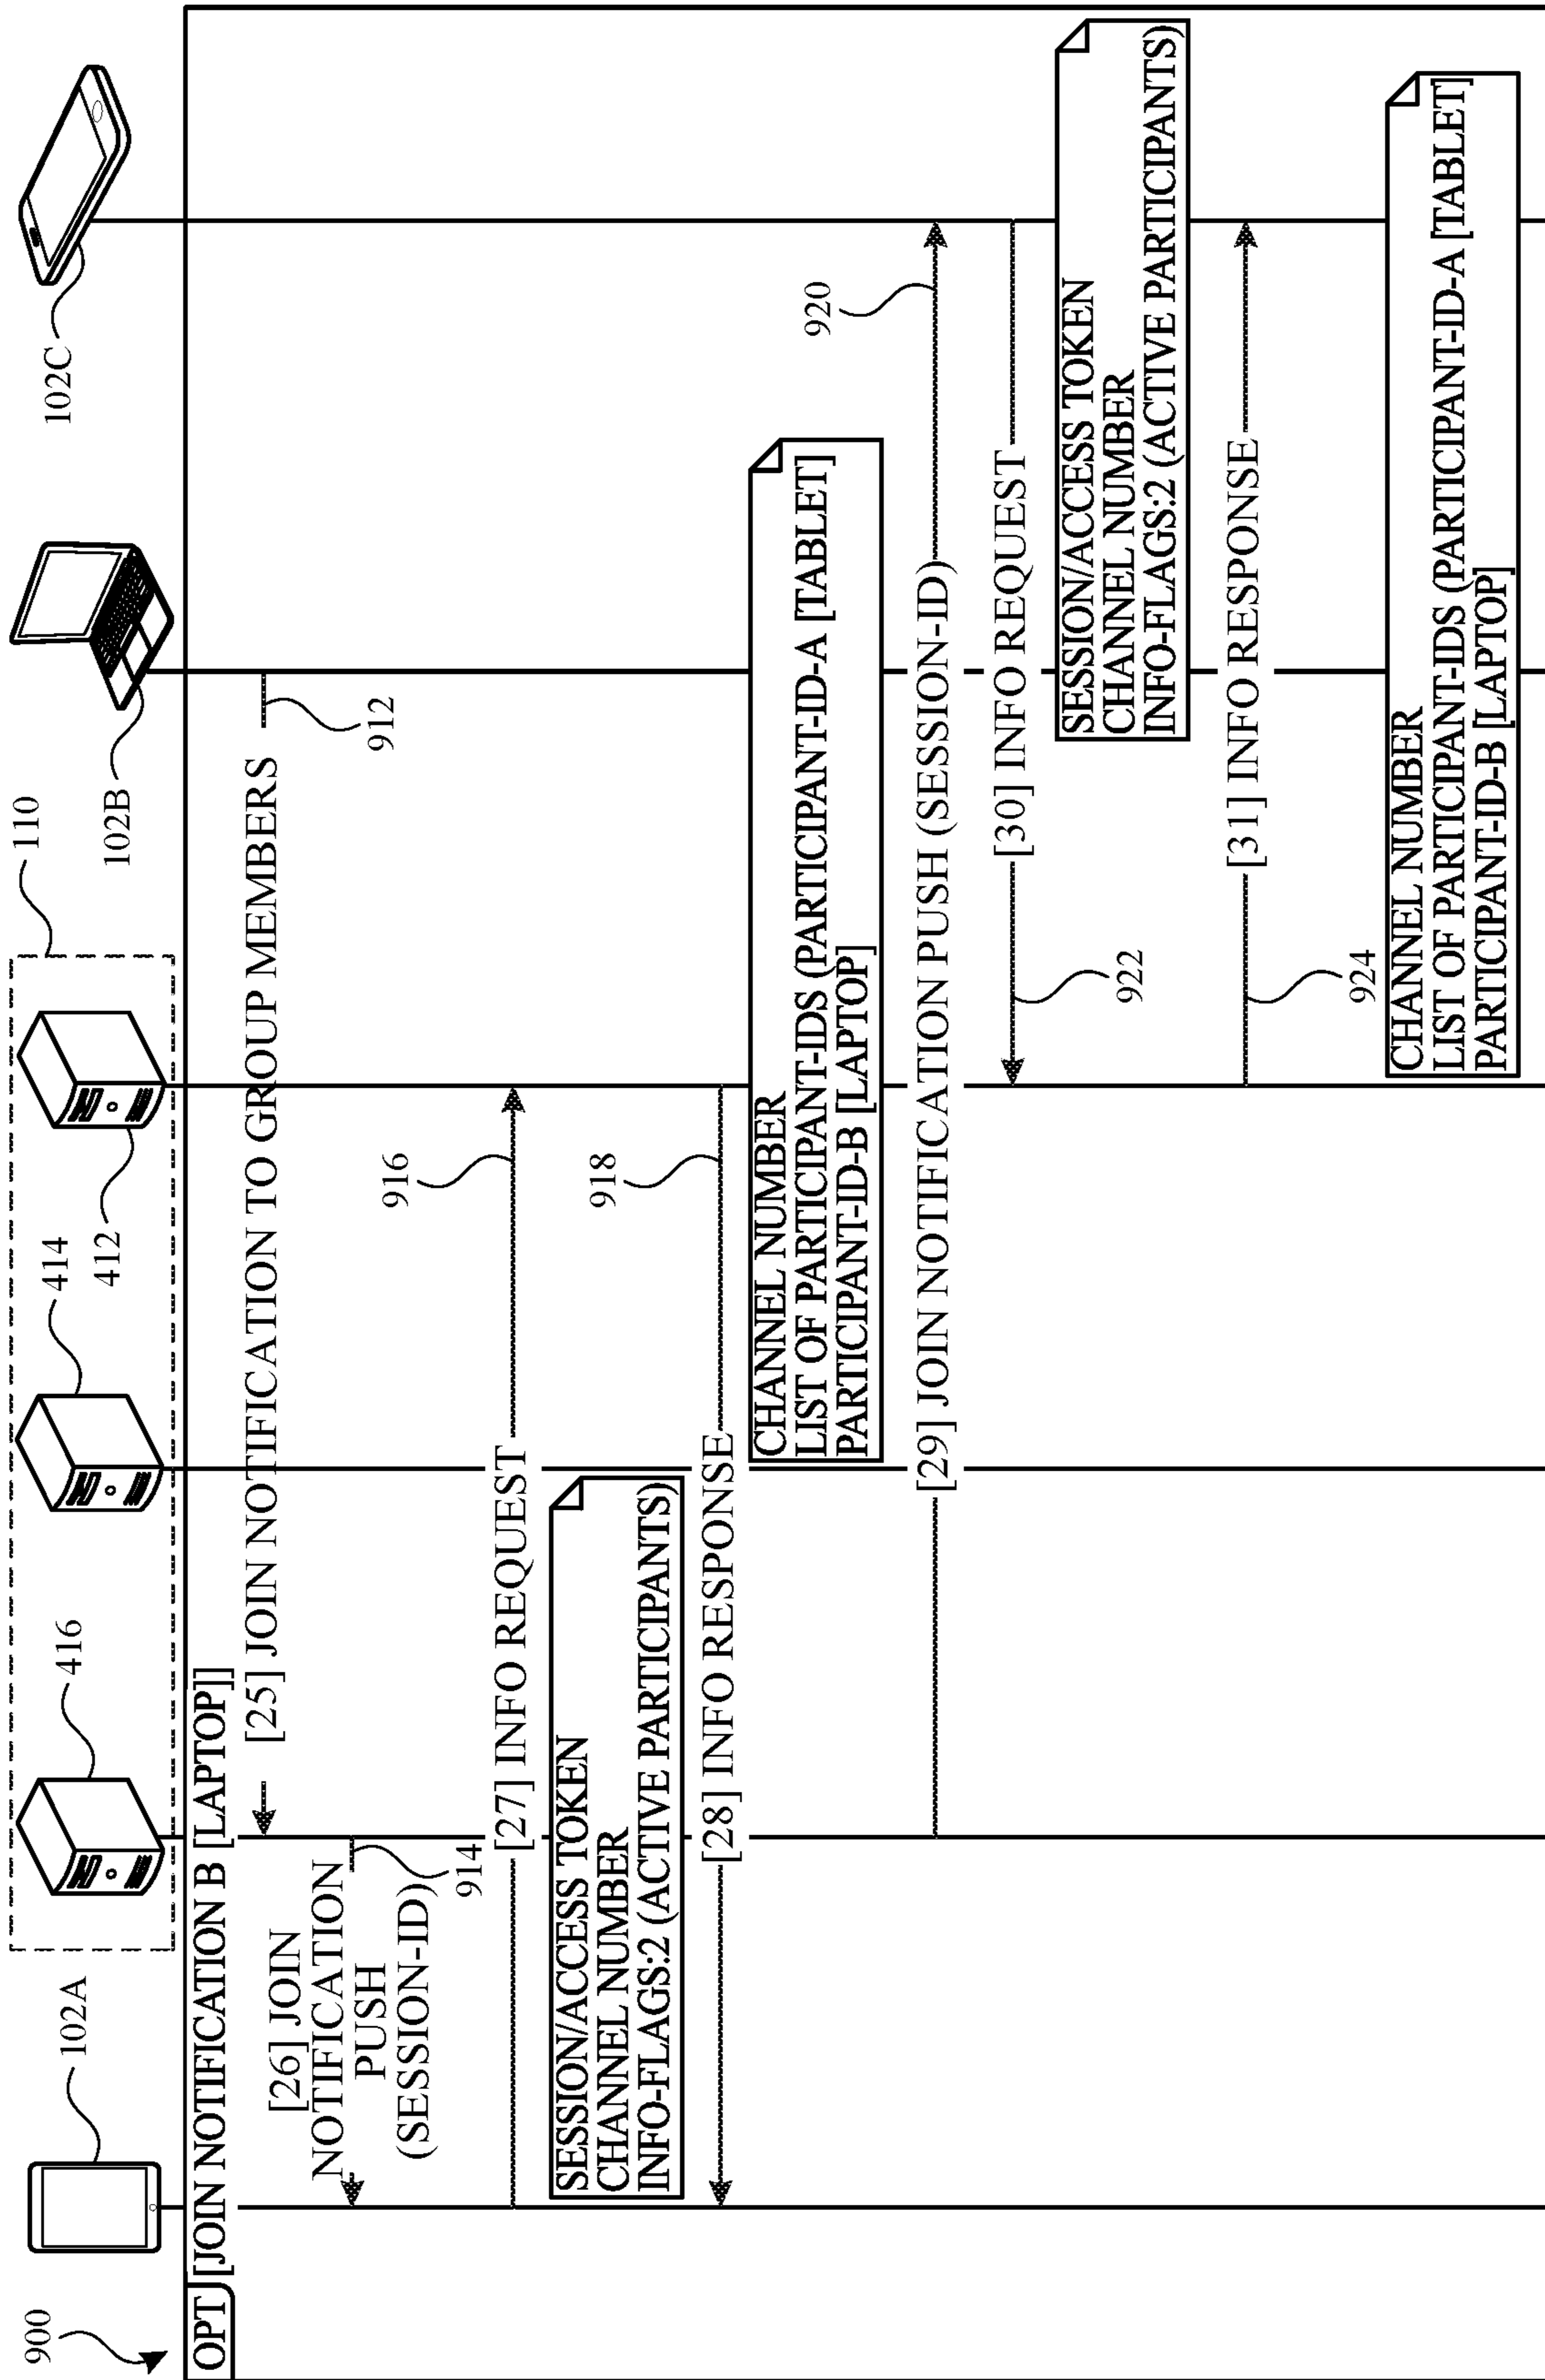 900
102A
416
414
412
110
102B
102C
OPT
[JOIN NOTIFICATION B [LAPTOP]]
[25] JOIN NOTIFICATION TO GROUP MEMBERS
912
[26] JOIN
NOTIFICATION
PUSH
(SESSION-ID)
914
[27] INFO REQUEST
916
SESSION/ACCESS TOKEN
CHANNEL NUMBER
INFO-FLAGS:2 (ACTIVE PARTICIPANTS)
[28] INFO RESPONSE
918
CHANNEL NUMBER
LIST OF PARTICIPANT-IDS (PARTICIPANT-ID-A [TABLET]
PARTICIPANT-ID-B [LAPTOP]
[29] JOIN NOTIFICATION PUSH (SESSION-ID)
920
[30] INFO REQUEST
922
SESSION/ACCESS TOKEN
CHANNEL NUMBER
INFO-FLAGS:2 (ACTIVE PARTICIPANTS)
[31] INFO RESPONSE
924
CHANNEL NUMBER
LIST OF PARTICIPANT-IDS (PARTICIPANT-ID-A [TABLET]
PARTICIPANT-ID-B [LAPTOP]